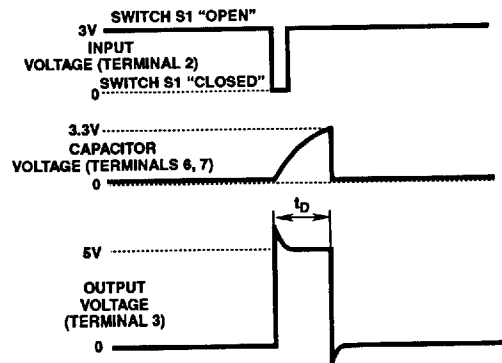 SWITCH S1 “OPEN”
3V
INPUT
VOLTAGE (TERMINAL 2)
SWITCH S1 “CLOSED”
0
3.3V
CAPACITOR
VOLTAGE (TERMINALS 6, 7)
0
tD
5V
OUTPUT
VOLTAGE
(TERMINAL 3)
0